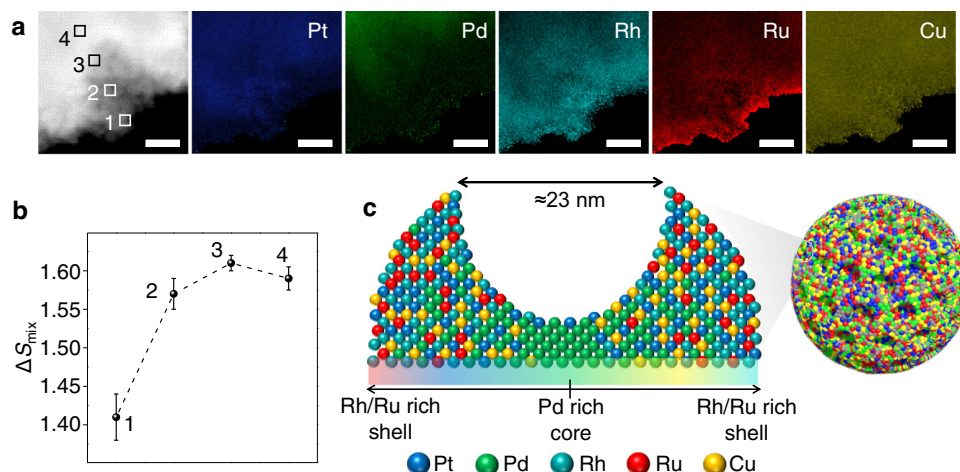 a
4
3
2
1
Pt
Pd
Rh
Ru
Cu
b
ΔSmix
1.60
1.55
1.50
1.45
1.40
1
2
3
4
c
≈23 nm
Rh/Ru rich
shell
Pd rich
core
Rh/Ru rich
shell
Pt Pd Rh Ru Cu